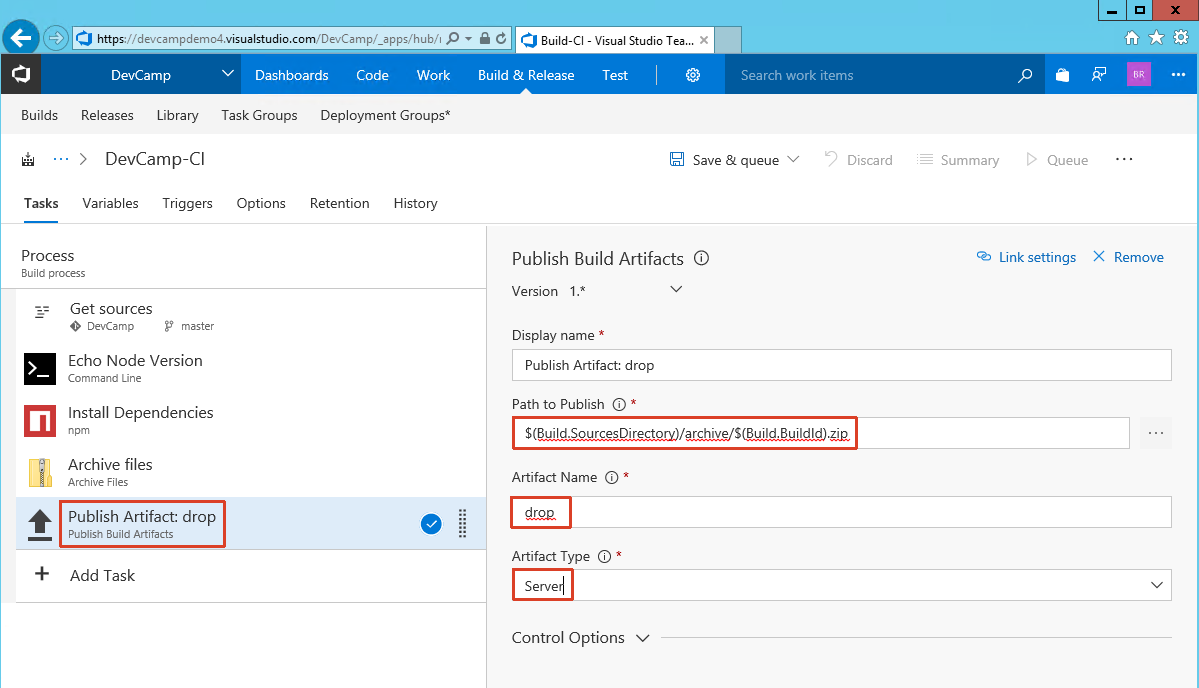 https://devcampdemo4.visualstudio.com/DevCamp/_apps/hub/
Build-CI - Visual Studio Tea...
DevCamp Dashboards Code Work Build & Release Test Search work items BR
Builds Releases Library Task Groups Deployment Groups*
DevCamp-CI Save & queue Discard Summary Queue
Tasks Variables Triggers Options Retention History
Process
Build process
Get sources
DevCamp master
Echo Node Version
Command Line
Install Dependencies
npm
Archive files
Archive Files
Publish Artifact: drop
Publish Build Artifacts
Add Task
Publish Build Artifacts Link settings Remove
Version 1.*
Display name *
Publish Artifact: drop
Path to Publish *
$(Build.SourcesDirectory)/archive/$(Build.BuildId).zip
Artifact Name *
drop
Artifact Type *
Server
Control Options